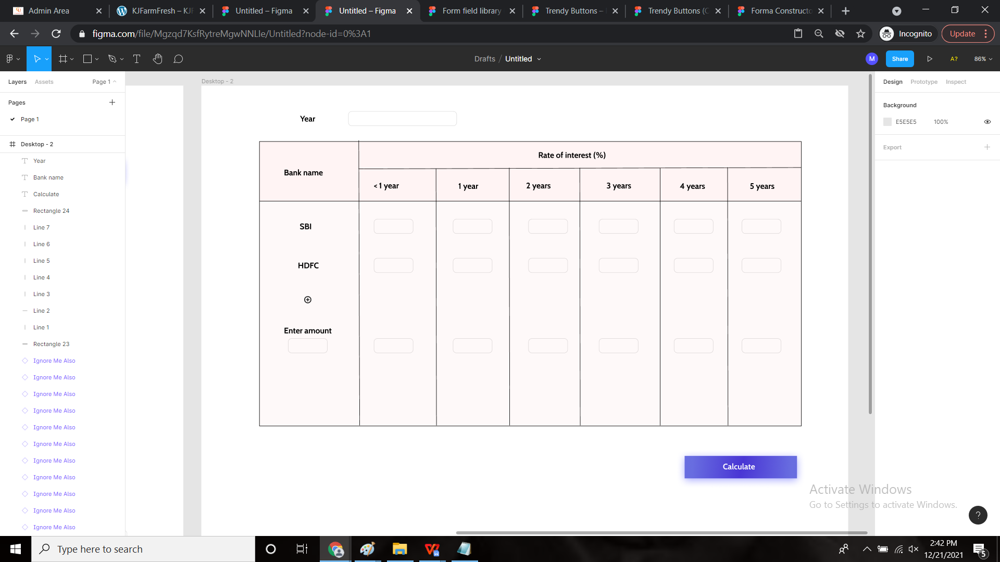 Admin Area
KJFarmFresh – KJF
Untitled – Figma
Untitled – Figma
Form field library
Trendy Buttons –
Trendy Buttons (C
Forma Constructo
figma.com/file/Mgzqd7KsfRytreMgwNNLIe/Untitled?node-id=0%3A1
Incognito
Update
Drafts / Untitled
M
Share
A?
86%
Layers
Assets
Page 1
Pages
Page 1
Desktop - 2
Year
Bank name
Calculate
Rectangle 24
Line 7
Line 6
Line 5
Line 4
Line 3
Line 2
Line 1
Rectangle 23
Ignore Me Also
Ignore Me Also
Ignore Me Also
Ignore Me Also
Ignore Me Also
Ignore Me Also
Ignore Me Also
Ignore Me Also
Ignore Me Also
Ignore Me Also
Ignore Me Also
Desktop - 2
Year
Bank name
Rate of interest (%)
< 1 year
1 year
2 years
3 years
4 years
5 years
SBI
HDFC
Enter amount
Calculate
Design
Prototype
Inspect
Background
E5E5E5
100%
Export
Activate Windows
Go to Settings to activate Windows.
?
Type here to search
2:42 PM
12/21/2021
5